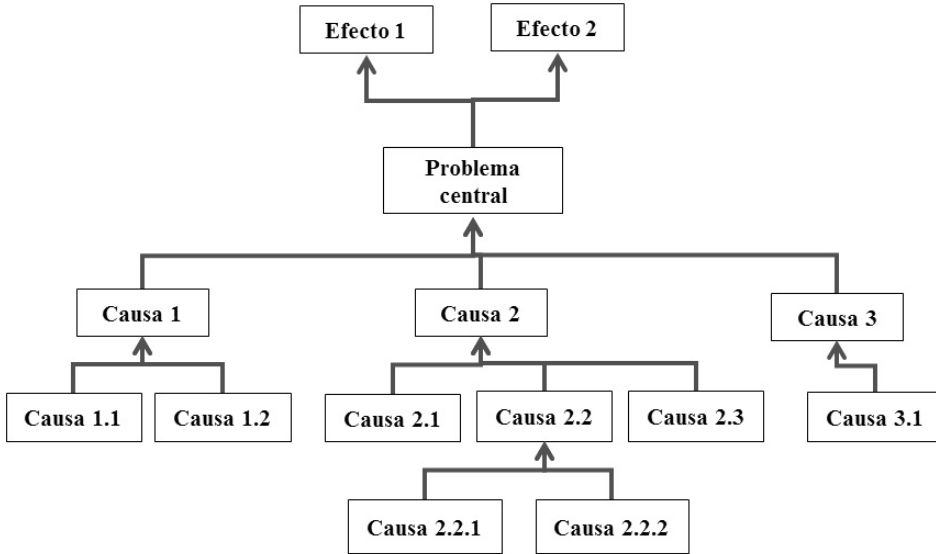 Efecto 1
Efecto 2
Problema
central
Causa 1
Causa 2
Causa 3
Causa 1.1
Causa 1.2
Causa 2.1
Causa 2.2
Causa 2.3
Causa 3.1
Causa 2.2.1
Causa 2.2.2